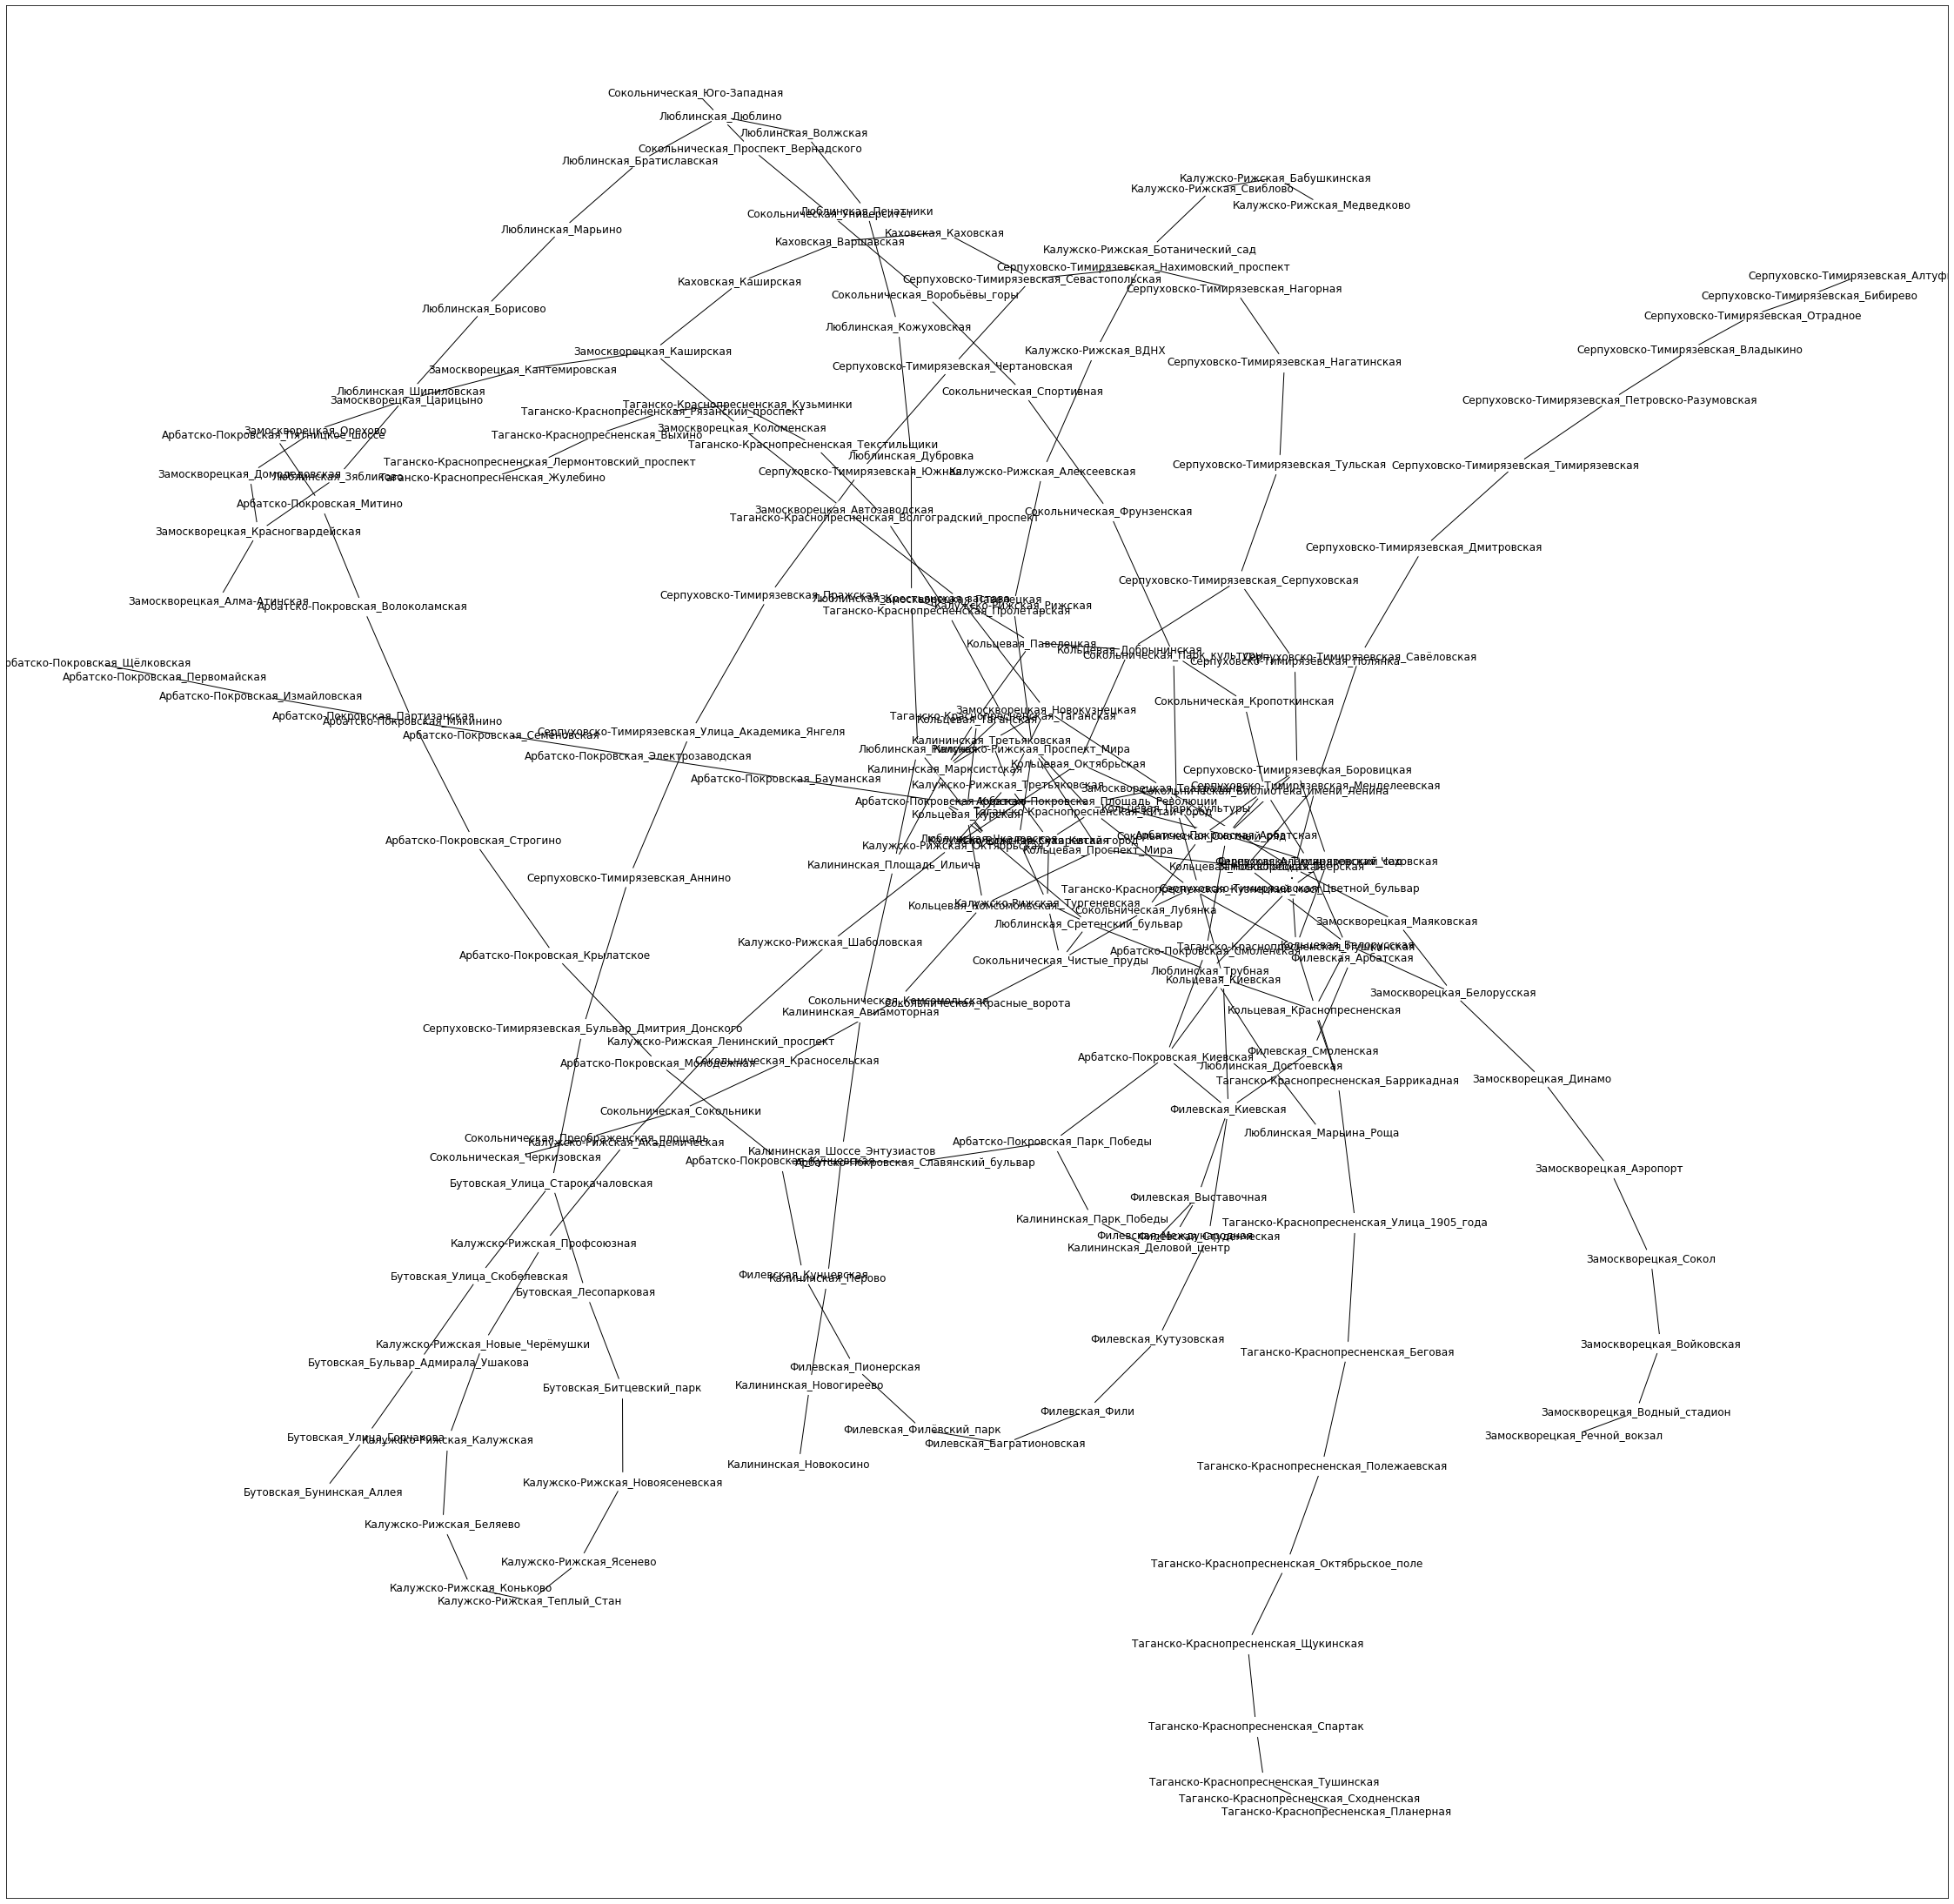 Сокольническая_Юго-Западная
Люблинская_Люблино
Люблинская_Волжская
Сокольническая_Проспект_Вернадского
Люблинская_Братиславская
Калужско-Рижская_Бабушкинская
Калужско-Рижская_Свиблово
Калужско-Рижская_Медведково
Люблинская_Печатники
Сокольническая_Университет
Люблинская_Марьино
Каховская_Каховская
Каховская_Варшавская
Калужско-Рижская_Ботанический_сад
Серпуховско-Тимирязевская_Нахимовский_проспект
Серпуховско-Тимирязевская_Севастопольская
Каховская_Каширская
Серпуховско-Тимирязевская_Нагорная
Серпуховско-Тимирязевская_Алтуфь
Сокольническая_Воробьёвы_горы
Серпуховско-Тимирязевская_Бибирево
Люблинская_Борисово
Серпуховско-Тимирязевская_Отрадное
Люблинская_Кожуховская
Замоскворецкая_Каширская
Калужско-Рижская_ВДНХ
Серпуховско-Тимирязевская_Владыкино
Серпуховско-Тимирязевская_Нагатинская
Серпуховско-Тимирязевская_Чертановская
Замоскворецкая_Кантемировская
Люблинская_Шипиловская
Сокольническая_Спортивная
Замоскворецкая_Царицыно
Серпуховско-Тимирязевская_Петровско-Разумовская
Таганско-Краснопресненская_Кузьминки
Таганско-Краснопресненская_Рязанский_проспект
Замоскворецкая_Коломенская
Замоскворецкая_Орехово
Арбатско-Покровская_Пятницкое_шоссе
Таганско-Краснопресненская_Выхино
Таганско-Краснопресненская_Текстильщики
Люблинская_Дубровка
Таганско-Краснопресненская_Лермонтовский_проспект
Серпуховско-Тимирязевская_Тульская
Серпуховско-Тимирязевская_Тимирязевская
Серпуховско-Тимирязевская_Южная
Калужско-Рижская_Алексеевская
Замоскворецкая_Домодедовская
Люблинская_Зябликово
Таганско-Краснопресненская_Жулебино
Арбатско-Покровская_Митино
Замоскворецкая_Автозаводская
Сокольническая_Фрунзенская
Таганско-Краснопресненская_Волгоградский_проспект
Замоскворецкая_Красногвардейская
Серпуховско-Тимирязевская_Дмитровская
Серпуховско-Тимирязевская_Серпуховская
Серпуховско-Тимирязевская_Пражская
Люблинская_Крестьянская_застава
Замоскворецкая_Павелецкая
Замоскворецкая_Алма-Атинская
Калужско-Рижская_Рижская
Арбатско-Покровская_Волоколамская
Таганско-Краснопресненская_Пролетарская
Кольцевая_Павелецкая
Кольцевая_Добрынинская
Сокольническая_Парк_культуры
Серпуховско-Тимирязевская_Савёловская
Серпуховско-Тимирязевская_Полянка
рбатско-Покровская_Щёлковская
Арбатско-Покровская_Первомайская
Арбатско-Покровская_Измайловская
Сокольническая_Кропоткинская
Замоскворецкая_Новокузнецкая
Арбатско-Покровская_Партизанская
Таганско-Краснопресненская_Таганская
Кольцевая_Таганская
Арбатско-Покровская_Мякинино
Серпуховско-Тимирязевская_Улица_Академика_Янгеля
Арбатско-Покровская_Семёновская
Калининская_Третьяковская
Люблинская_Римская
Калужско-Рижская_Проспект_Мира
Арбатско-Покровская_Электрозаводская
Кольцевая_Октябрьская
Калининская_Марксистская
Серпуховско-Тимирязевская_Боровицкая
Арбатско-Покровская_Бауманская
Калужско-Рижская_Третьяковская
Серпуховско-Тимирязевская_Менделеевская
Замоскворецкая_Театральная
Сокольническая_Библиотека_имени_Ленина
Арбатско-Покровская_Курская
Арбатско-Покровская_Площадь_Революции
Кольцевая_Парк_культуры
Таганско-Краснопресненская_Китай-город
Кольцевая_Курская
Сокольническая_Охотный_ряд
Арбатско-Покровская_Арбатская
Люблинская_Чкаловская
Калужско-Рижская_Сухаревская
Калужско-Рижская_Китай-город
Калужско-Рижская_Октябрьская
Кольцевая_Проспект_Мира
Серпуховско-Тимирязевская_Чеховская
Филевская_Александровский_сад
Калининская_Площадь_Ильича
Замоскворецкая_Тверская
Серпуховско-Тимирязевская_Цветной_бульвар
Таганско-Краснопресненская_Кузнецкий_мост
Серпуховско-Тимирязевская_Аннино
Калужско-Рижская_Тургеневская
Кольцевая_Комсомольская
Сокольническая_Лубянка
Замоскворецкая_Маяковская
Люблинская_Сретенский_бульвар
Калужско-Рижская_Шаболовская
Кольцевая_Белорусская
Таганско-Краснопресненская_Пушкинская
Арбатско-Покровская_Смоленская
Арбатско-Покровская_Крылатское
Филевская_Арбатская
Сокольническая_Чистые_пруды
Люблинская_Трубная
Кольцевая_Киевская
Замоскворецкая_Белорусская
Сокольническая_Комсомольская
Сокольническая_Красные_ворота
Кольцевая_Краснопресненская
Калининская_Авиамоторная
Серпуховско-Тимирязевская_Бульвар_Дмитрия_Донского
Калужско-Рижская_Ленинский_проспект
Филевская_Смоленская
Арбатско-Покровская_Киевская
Сокольническая_Красносельская
Арбатско-Покровская_Молодёжная
Люблинская_Достоевская
Замоскворецкая_Динамо
Таганско-Краснопресненская_Баррикадная
Филевская_Киевская
Сокольническая_Сокольники
Люблинская_Марьина_Роща
Сокольническая_Преображенская_площадь
Калужско-Рижская_Академическая
Арбатско-Покровская_Парк_Победы
Калининская_Шоссе_Энтузиастов
Сокольническая_Черкизовская
Арбатско-Покровская_Кунцевская
Арбатско-Покровская_Славянский_бульвар
Замоскворецкая_Аэропорт
Бутовская_Улица_Старокачаловская
Филевская_Выставочная
Калининская_Парк_Победы
Таганско-Краснопресненская_Улица_1905_года
Филевская_Международная
Филевская_Студенческая
Калужско-Рижская_Профсоюзная
Калининская_Деловой_центр
Замоскворецкая_Сокол
Филевская_Кунцевская
Бутовская_Улица_Скобелевская
Калининская_Перово
Бутовская_Лесопарковая
Арбатско-Покровская_Строгино
Филевская_Кутузовская
Калужско-Рижская_Новые_Черёмушки
Замоскворецкая_Войковская
Таганско-Краснопресненская_Беговая
Бутовская_Бульвар_Адмирала_Ушакова
Филевская_Пионерская
Калининская_Новогиреево
Бутовская_Битцевский_парк
Филевская_Фили
Замоскворецкая_Водный_стадион
Филевская_Филёвский_парк
Замоскворецкая_Речной_вокзал
Бутовская_Улица_Горчакова
Калужско-Рижская_Калужская
Филевская_Багратионовская
Калининская_Новокосино
Таганско-Краснопресненская_Полежаевская
Калужско-Рижская_Новоясеневская
Бутовская_Бунинская_Аллея
Калужско-Рижская_Беляево
Калужско-Рижская_Ясенево
Таганско-Краснопресненская_Октябрьское_поле
Калужско-Рижская_Коньково
Калужско-Рижская_Теплый_Стан
Таганско-Краснопресненская_Щукинская
Таганско-Краснопресненская_Спартак
Таганско-Краснопресненская_Тушинская
Таганско-Краснопресненская_Сходненская
Таганско-Краснопресненская_Планерная